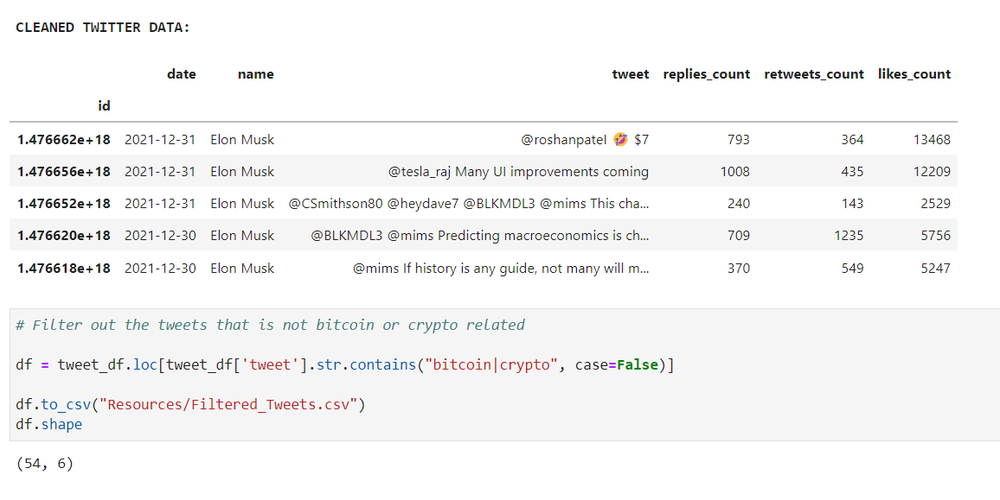 CLEANED TWITTER DATA:
date name tweet replies_count retweets_count likes_count
id
1.476662e+18 2021-12-31 Elon Musk @roshanpatel 🤣 $7 793 364 13468
1.476656e+18 2021-12-31 Elon Musk @tesla_raj Many UI improvements coming 1008 435 12209
1.476652e+18 2021-12-31 Elon Musk @CSmithson80 @heydave7 @BLKMDL3 @mims This cha... 240 143 2529
1.476620e+18 2021-12-30 Elon Musk @BLKMDL3 @mims Predicting macroeconomics is ch... 709 1235 5756
1.476618e+18 2021-12-30 Elon Musk @mims If history is any guide, not many will m... 370 549 5247
# Filter out the tweets that is not bitcoin or crypto related
df = tweet_df.loc[tweet_df['tweet'].str.contains("bitcoin|crypto", case=False)]
df.to_csv("Resources/Filtered_Tweets.csv")
df.shape
(54, 6)